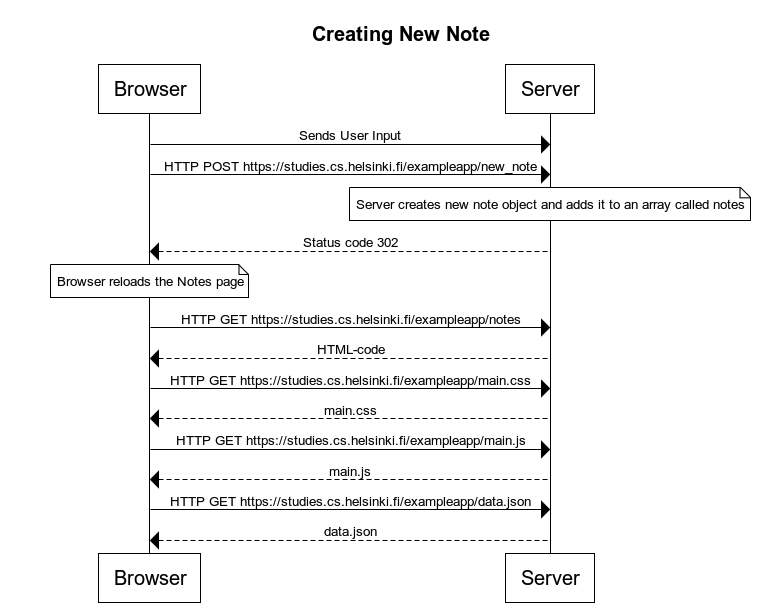 Creating New Note
Browser
Server
Sends User Input
HTTP POST https://studies.cs.helsinki.fi/exampleapp/new_note
Server creates new note object and adds it to an array called notes
Status code 302
Browser reloads the Notes page
HTTP GET https://studies.cs.helsinki.fi/exampleapp/notes
HTML-code
HTTP GET https://studies.cs.helsinki.fi/exampleapp/main.css
main.css
HTTP GET https://studies.cs.helsinki.fi/exampleapp/main.js
main.js
HTTP GET https://studies.cs.helsinki.fi/exampleapp/data.json
data.json
Browser
Server